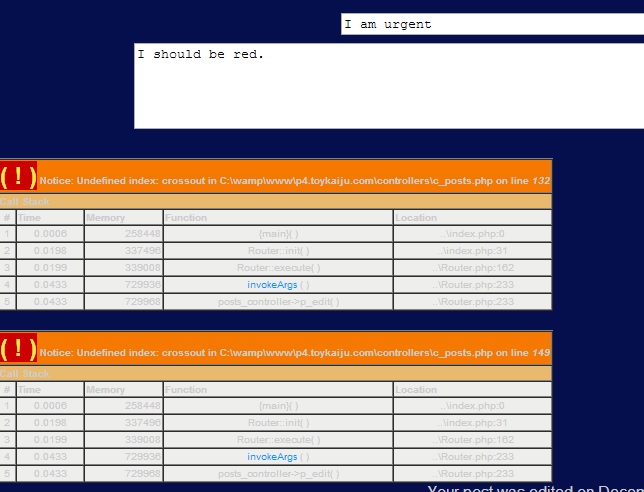 I am urgent
I should be red.
( ! ) Notice: Undefined index: crossout in C:\wamp\www\p4.toykaiju.com\controllers\c_posts.php on line 132
Call Stack
# Time Memory Function Location
1 0.0006 258448 {main}( ) ..\index.php:0
2 0.0198 337496 Router::init( ) ..\index.php:31
3 0.0199 339008 Router::execute( ) ..\Router.php:162
4 0.0433 729936 invokeArgs ( ) ..\Router.php:233
5 0.0433 729968 posts_controller->p_edit( ) ..\Router.php:233
( ! ) Notice: Undefined index: crossout in C:\wamp\www\p4.toykaiju.com\controllers\c_posts.php on line 149
Call Stack
# Time Memory Function Location
1 0.0006 258448 {main}( ) ..\index.php:0
2 0.0198 337496 Router::init( ) ..\index.php:31
3 0.0199 339008 Router::execute( ) ..\Router.php:162
4 0.0433 729936 invokeArgs ( ) ..\Router.php:233
5 0.0433 729968 posts_controller->p_edit( ) ..\Router.php:233
Your post was edited on Decem